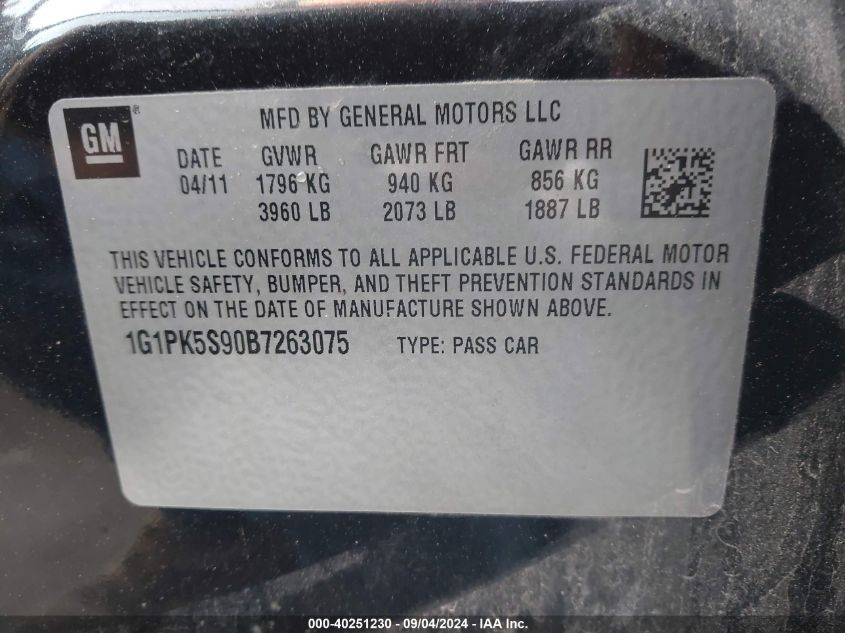 GM ®
MFD BY GENERAL MOTORS LLC
DATE GVWR GAWR FRT GAWR RR
04/11 1796 KG 940 KG 856 KG
3960 LB 2073 LB 1887 LB
THIS VEHICLE CONFORMS TO ALL APPLICABLE U.S. FEDERAL MOTOR
VEHICLE SAFETY, BUMPER, AND THEFT PREVENTION STANDARDS IN
EFFECT ON THE DATE OF MANUFACTURE SHOWN ABOVE.
1G1PK5S90B7263075 TYPE: PASS CAR
000-40251230 - 09/04/2024 - IAA Inc.